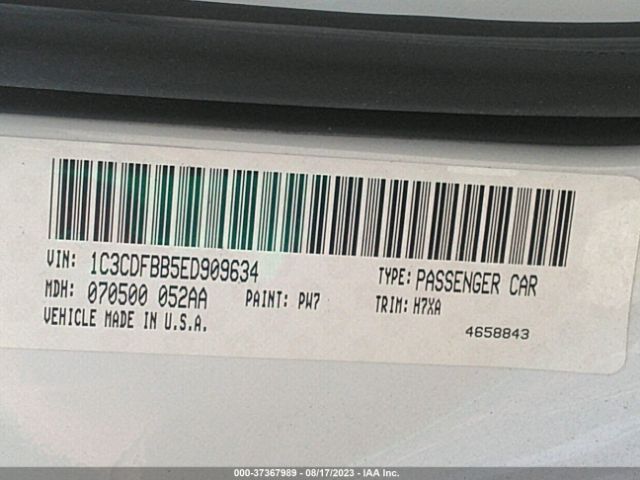 VIN: 1C3CDFBB5ED909634 TYPE: PASSENGER CAR
MDH: 070500 052AA PAINT: PW7 TRIM: H7XA
VEHICLE MADE IN U.S.A. 4658843
000-37367989 - 08/17/2023 - IAA Inc.